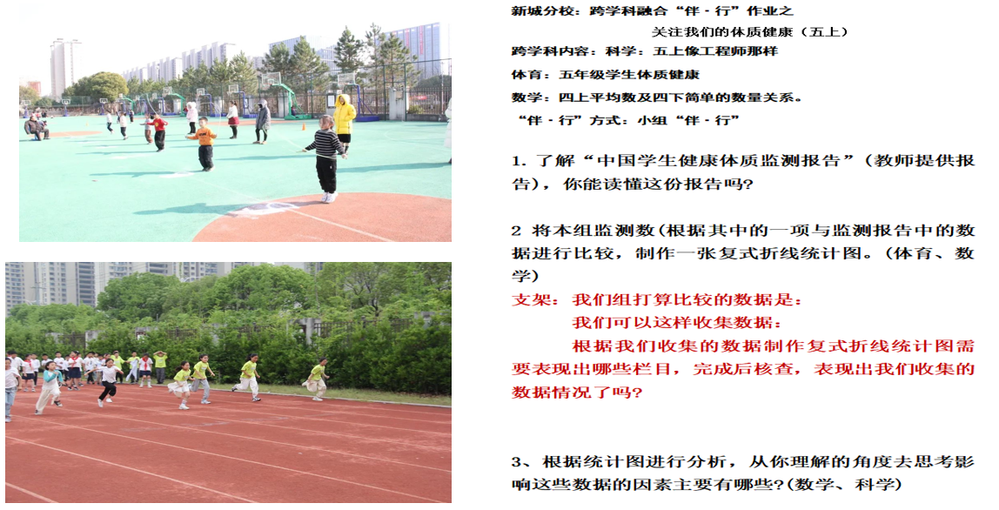 新城分校：跨学科融合“伴·行”作业之
关注我们的体质健康（五上）
跨学科内容：科学：五上像工程师那样
体育：五年级学生体质健康
数学：四上平均数及四下简单的数量关系。
“伴·行”方式：小组“伴·行”
1. 了解“中国学生健康体质监测报告”(教师提供报
告)，你能读懂这份报告吗?
2 将本组监测数(根据其中的一项与监测报告中的数
据进行比较，制作一张复式折线统计图。(体育、数
学)
支架： 我们组打算比较的数据是：
我们可以这样收集数据：
根据我们收集的数据制作复式折线统计图需
要表现出哪些栏目，完成后核查，表现出我们收集的
数据情况了吗?
3、根据统计图进行分析，从你理解的角度去思考影
响这些数据的因素主要有哪些?(数学、科学)